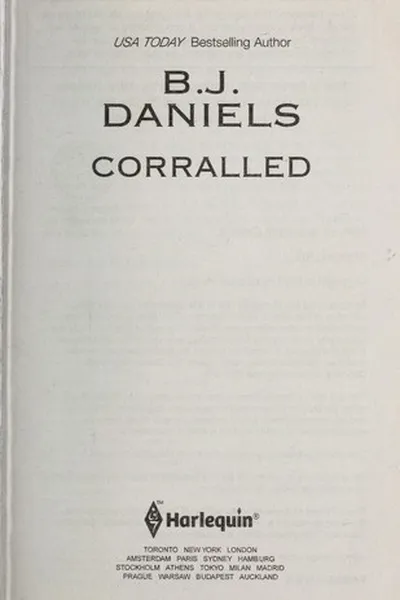 USA TODAY Bestselling Author
B.J.
DANIELS
CORRALLED
™
Harlequin®
TORONTO NEW YORK LONDON
AMSTERDAM PARIS SYDNEY HAMBURG
STOCKHOLM ATHENS TOKYO MILAN MADRID
PRAGUE WARSAW BUDAPEST AUCKLAND